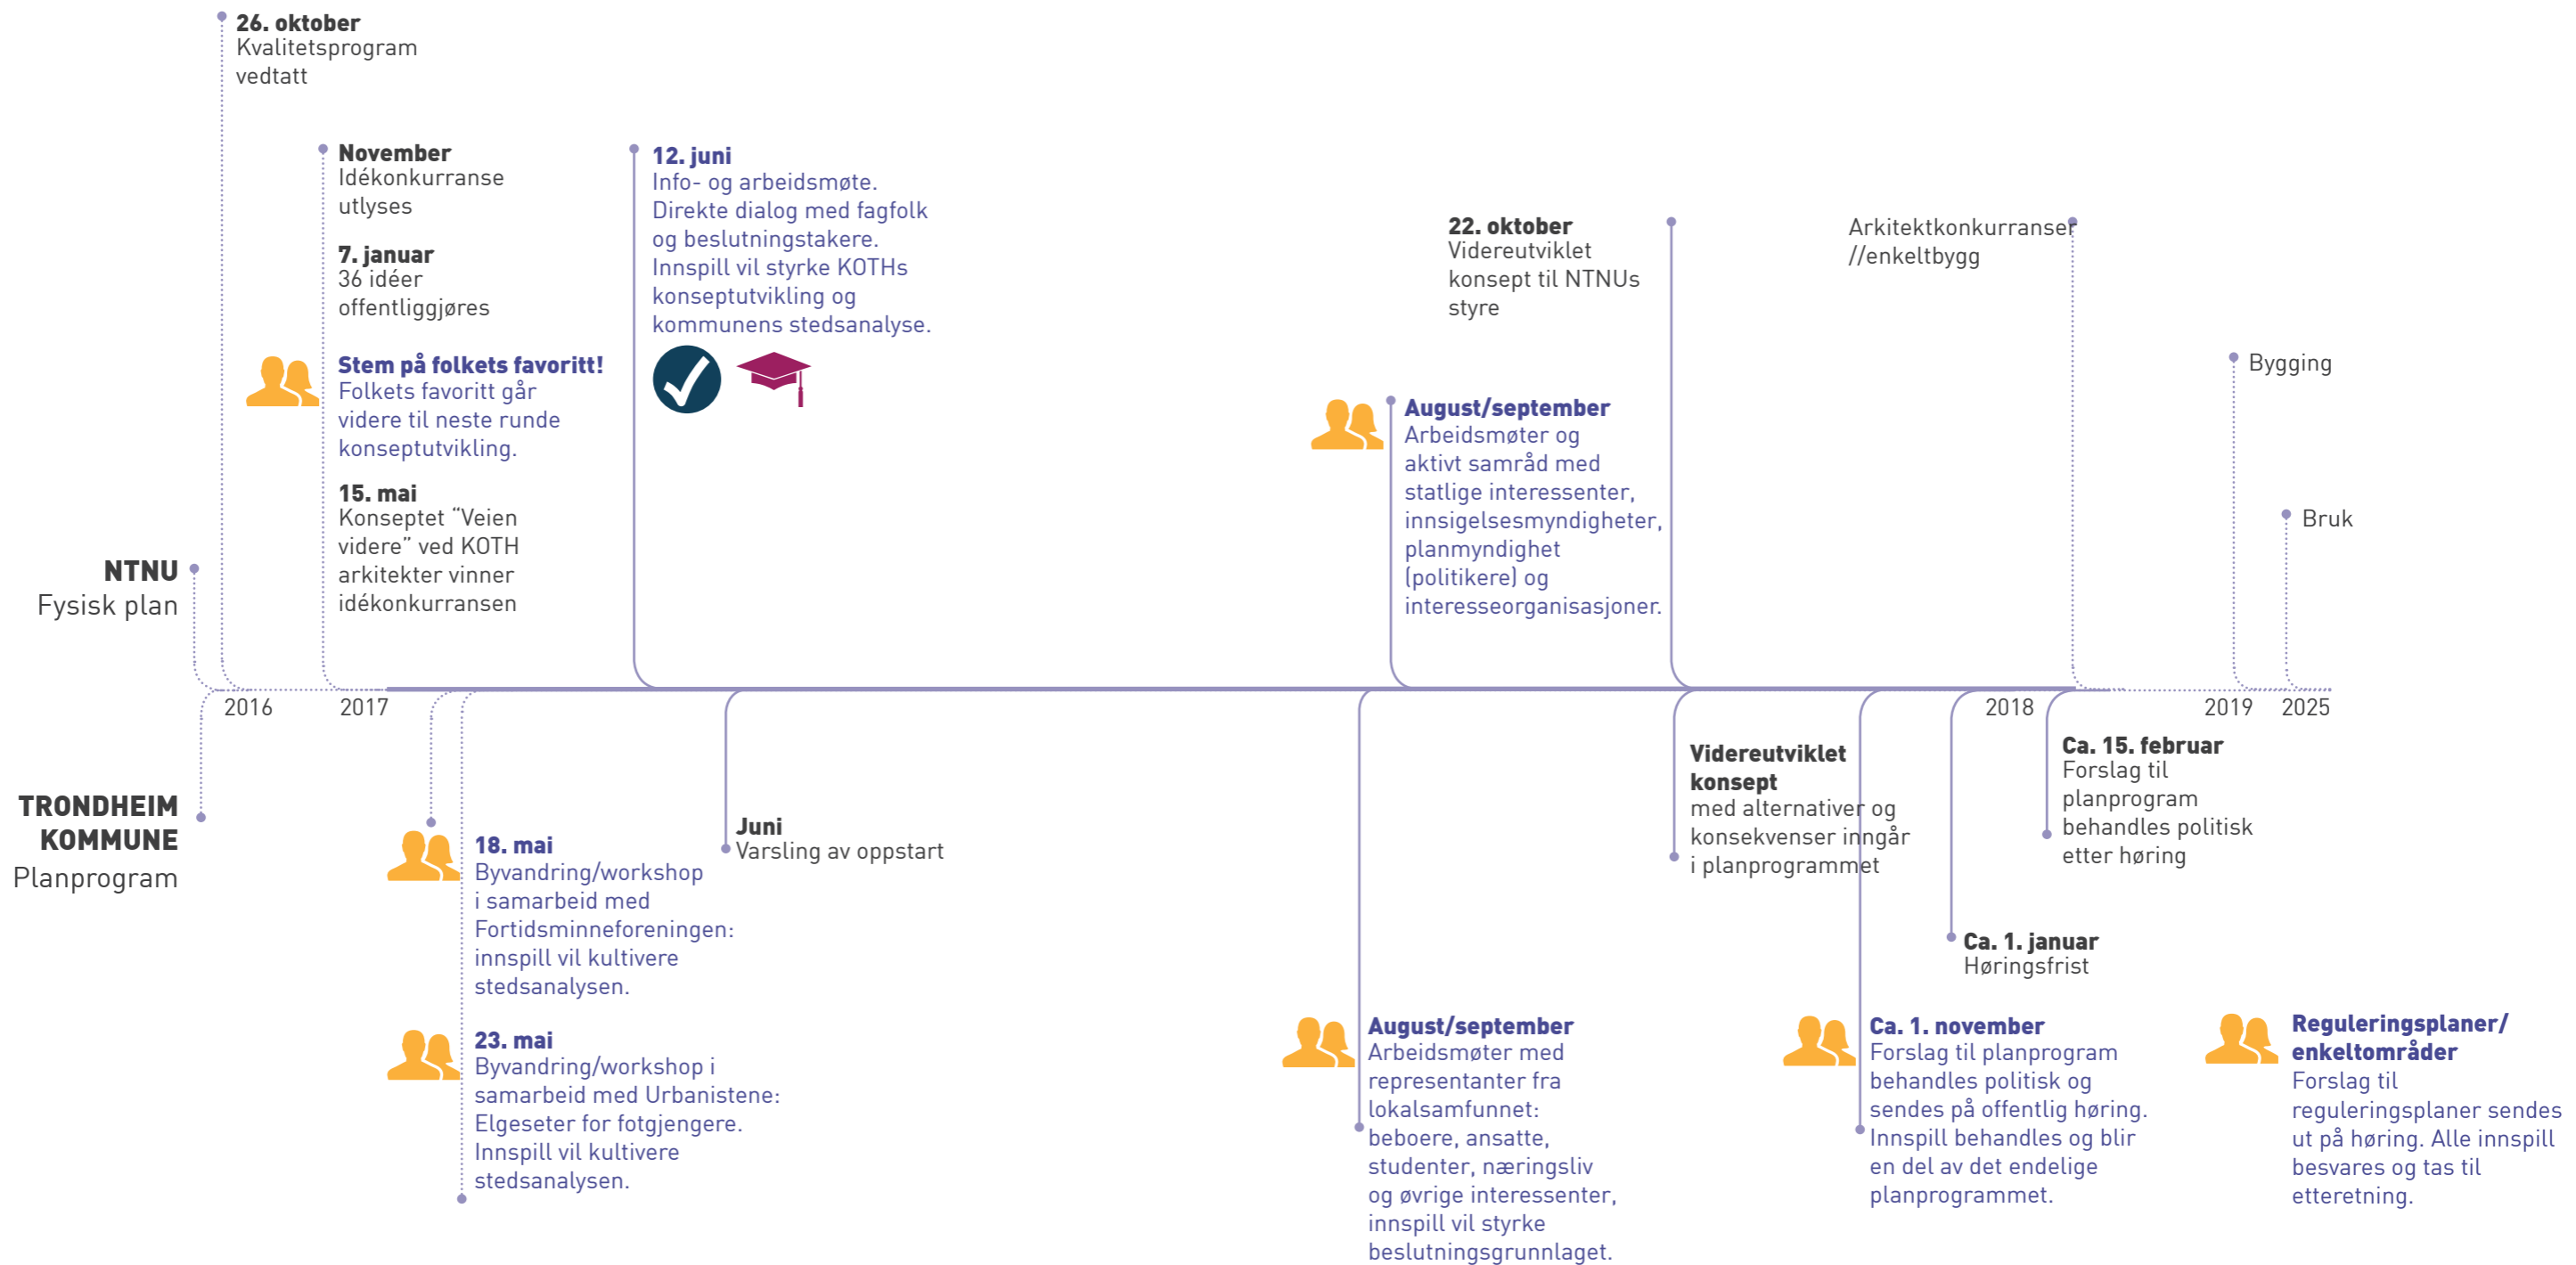 26. oktober
Kvalitetsprogram
vedtatt
November
Idékonkurranse
utlyses
7. januar
36 idéer
offentliggjøres
Stem på folkets favoritt!
Folkets favoritt går
videre til neste runde
konseptutvikling.
15. mai
Konseptet “Veien
videre” ved KOTH
arkitekter vinner
idékonkurransen
12. juni
Info- og arbeidsmøte.
Direkte dialog med fagfolk
og beslutningstakere.
Innspill vil styrke KOTHs
konseptutvikling og
kommunens stedsanalyse.
August/september
Arbeidsmøter og
aktivt samråd med
statlige interessenter,
innsigelsesmyndigheter,
planmyndighet
(politikere) og
interesseorganisasjoner.
22. oktober
Videreutviklet
konsept til NTNUs
styre
Arkitektkonkurranser
//enkeltbygg
Bygging
Bruk
NTNU
Fysisk plan
2016
2017
2018
2019
2025
TRONDHEIM
KOMMUNE
Planprogram
18. mai
Byvandring/workshop
i samarbeid med
Fortidsminneforeningen:
innspill vil kultivere
stedsanalysen.
23. mai
Byvandring/workshop i
samarbeid med Urbanistene:
Elgeseter for fotgjengere.
Innspill vil kultivere
stedsanalysen.
Juni
Varsling av oppstart
August/september
Arbeidsmøter med
representanter fra
lokalsamfunnet:
beboere, ansatte,
studenter, næringsliv
og øvrige interessenter,
innspill vil styrke
beslutningsgrunnlaget.
Videreutviklet
konsept
med alternativer og
konsekvenser inngår
i planprogrammet
Ca. 1. november
Forslag til planprogram
behandles politisk og
sendes på offentlig høring.
Innspill behandles og blir
en del av det endelige
planprogrammet.
Ca. 1. januar
Høringsfrist
Ca. 15. februar
Forslag til
planprogram
behandles politisk
etter høring
Reguleringsplaner/
enkeltområder
Forslag til
reguleringsplaner sendes
ut på høring. Alle innspill
besvares og tas til
etteretning.